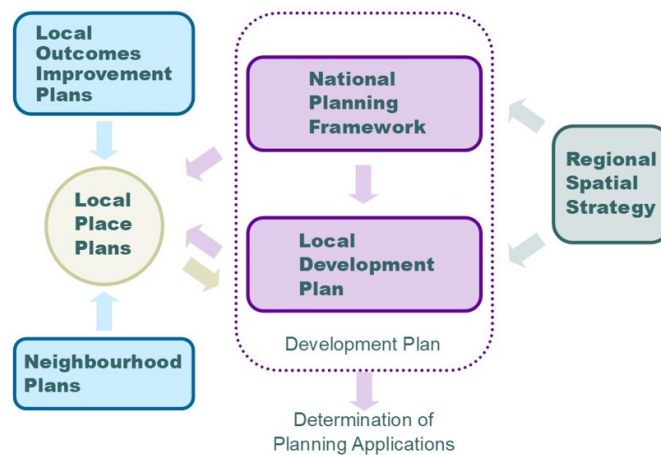 Local
Outcomes
Improvement
Plans
National
Planning
Framework
Regional
Spatial
Strategy
Local
Place
Plans
Local
Development
Plan
Neighbourhood
Plans
Development Plan
Determination of
Planning Applications